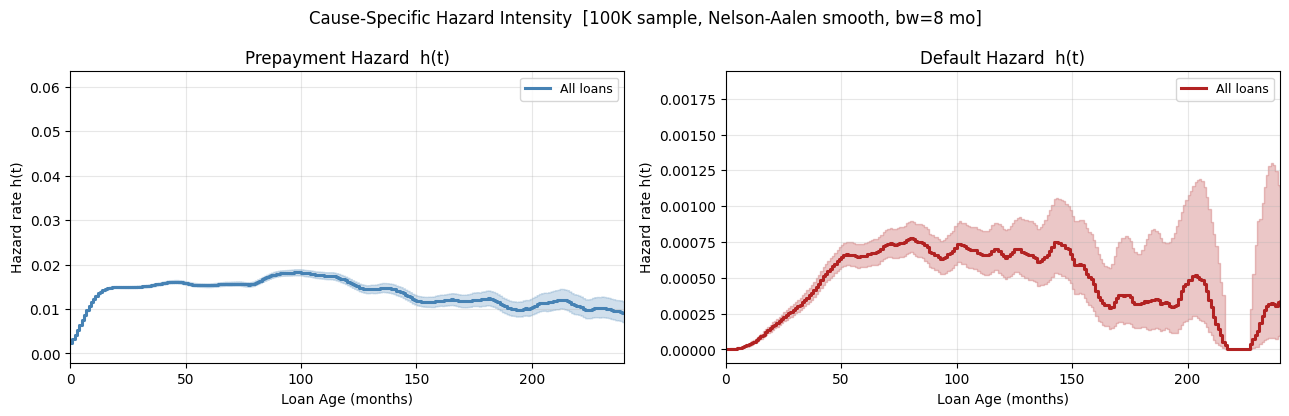 Cause-Specific Hazard Intensity  [100K sample, Nelson-Aalen smooth, bw=8 mo]
Prepayment Hazard  h(t)
Hazard rate h(t)
0.06
0.05
0.04
0.03
0.02
0.01
0.00
All loans
0
50
100
150
200
Loan Age (months)
Default Hazard  h(t)
Hazard rate h(t)
0.00175
0.00150
0.00125
0.00100
0.00075
0.00050
0.00025
0.00000
All loans
0
50
100
150
200
Loan Age (months)